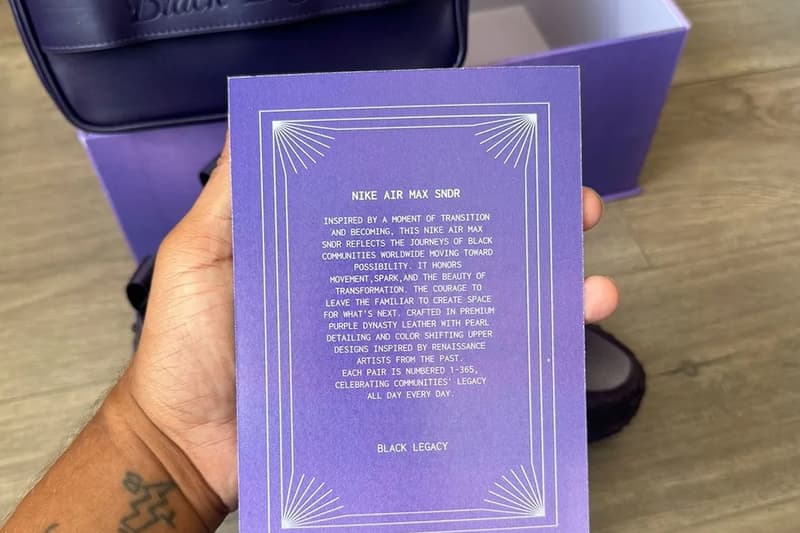 Black
NIKE AIR MAX SNDR
INSPIRED BY A MOMENT OF TRANSITION
AND BECOMING, THIS NIKE AIR MAX
SNDR REFLECTS THE JOURNEYS OF BLACK
COMMUNITIES WORLDWIDE MOVING TOWARD
POSSIBILITY. IT HONORS
MOVEMENT,SPARK,AND THE BEAUTY OF
TRANSFORMATION. THE COURAGE TO
LEAVE THE FAMILIAR TO CREATE SPACE
FOR WHAT'S NEXT. CRAFTED IN PREMIUM
PURPLE DYNASTY LEATHER WITH PEARL
DETAILING AND COLOR SHIFTING UPPER
DESIGNS INSPIRED BY RENAISSANCE
ARTISTS FROM THE PAST.
EACH PAIR IS NUMBERED 1-365,
CELEBRATING COMMUNITIES' LEGACY
ALL DAY EVERY DAY.
BLACK LEGACY